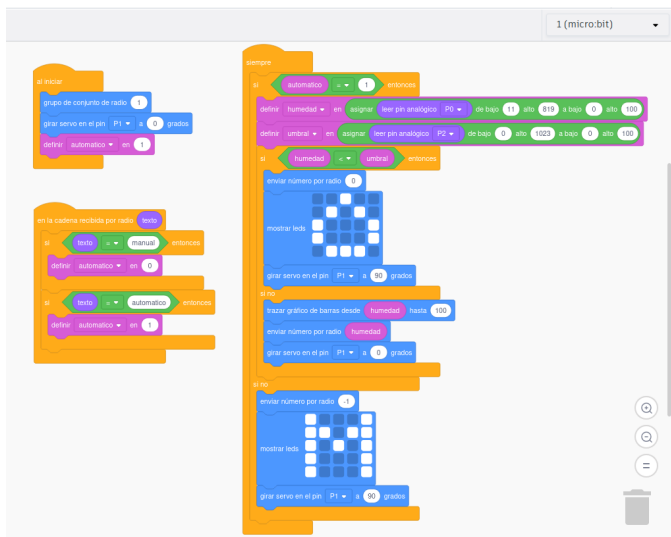 1 (micro:bit)
si iniciar
grupo de conjunto de radio 1
girar servo en el pin P1 a 0 grados
definir automatico en 1
en la cadena recibida por radio texto
si texto = manual entonces
definir automatico en 0
si texto = automatico entonces
definir automatico en 1
siempre
si automatico = 1 entonces
definir humedad en asignar leer pin analógico P0 de bajo 11 alto 819 a bajo 0 alto 100
definir umbral en asignar leer pin analógico P2 de bajo 0 alto 1023 a bajo 0 alto 100
si humedad < umbral entonces
enviar número por radio 0
mostrar leds
girar servo en el pin P1 a 90 grados
si no
trazar gráfico de barras desde humedad hasta 100
enviar número por radio humedad
girar servo en el pin P1 a 0 grados
si no
enviar número por radio -1
mostrar leds
girar servo en el pin P1 a 90 grados